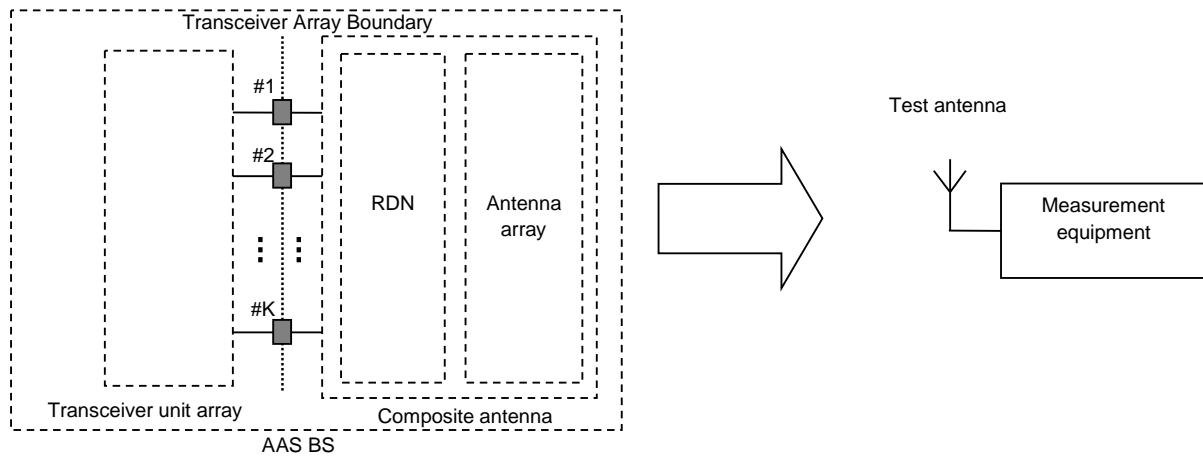 Transceiver Array Boundary
#1
#2
#K
RDN
Antenna
array
Transceiver unit array
Composite antenna
AAS BS
Test antenna
Measurement
equipment